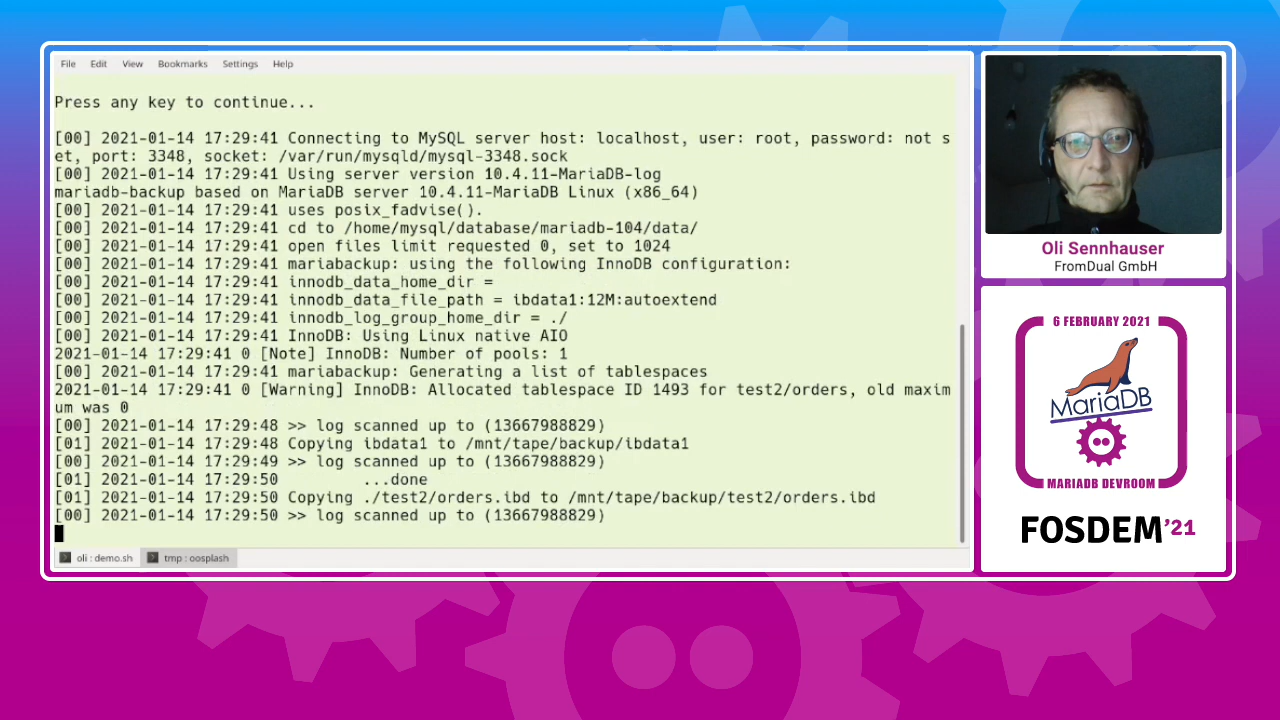 File Edit View Bookmarks Settings Help
Press any key to continue...
[00] 2021-01-14 17:29:41 Connecting to MySQL server host: localhost, user: root, password: not s
et, port: 3348, socket: /var/run/mysqld/mysql-3348.sock
[00] 2021-01-14 17:29:41 Using server version 10.4.11-MariaDB-log
mariadb-backup based on MariaDB server 10.4.11-MariaDB Linux (x86_64)
[00] 2021-01-14 17:29:41 uses posix_fadvise().
[00] 2021-01-14 17:29:41 cd to /home/mysql/database/mariadb-104/data/
[00] 2021-01-14 17:29:41 open files limit requested 0, set to 1024
[00] 2021-01-14 17:29:41 mariabackup: using the following InnoDB configuration:
[00] 2021-01-14 17:29:41 innodb_data_home_dir =
[00] 2021-01-14 17:29:41 innodb_data_file_path = ibdata1:12M:autoextend
[00] 2021-01-14 17:29:41 innodb_log_group_home_dir = ./
[00] 2021-01-14 17:29:41 InnoDB: Using Linux native AIO
2021-01-14 17:29:41 0 [Note] InnoDB: Number of pools: 1
[00] 2021-01-14 17:29:41 mariabackup: Generating a list of tablespaces
2021-01-14 17:29:41 0 [Warning] InnoDB: Allocated tablespace ID 1493 for test2/orders, old maxim
um was 0
[00] 2021-01-14 17:29:48 >> log scanned up to (13667988829)
[01] 2021-01-14 17:29:48 Copying ibdata1 to /mnt/tape/backup/ibdata1
[00] 2021-01-14 17:29:49 >> log scanned up to (13667988829)
[01] 2021-01-14 17:29:50 ...done
[01] 2021-01-14 17:29:50 Copying ./test2/orders.ibd to /mnt/tape/backup/test2/orders.ibd
[00] 2021-01-14 17:29:50 >> log scanned up to (13667988829)
oli : demo.sh tmp : oosplash
Oli Sennhauser
FromDual GmbH
6 FEBRUARY 2021
MariaDB
MARIADB DEVROOM
FOSDEM'21